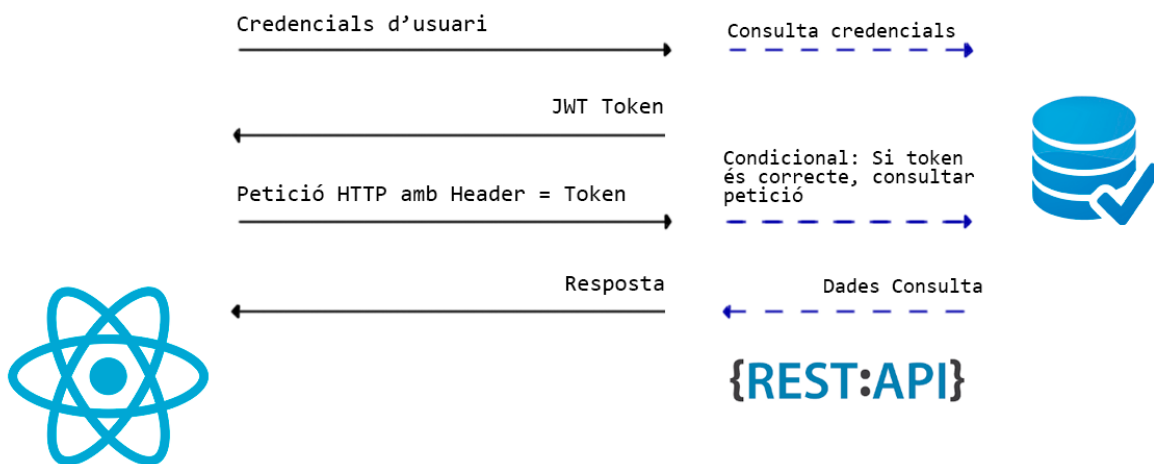 Credencials d’usuari
Consulta credencials
JWT Token
Condicional: Si token
és correcte, consultar
petició
Petició HTTP amb Header = Token
Resposta
Dades Consulta
{REST:API}